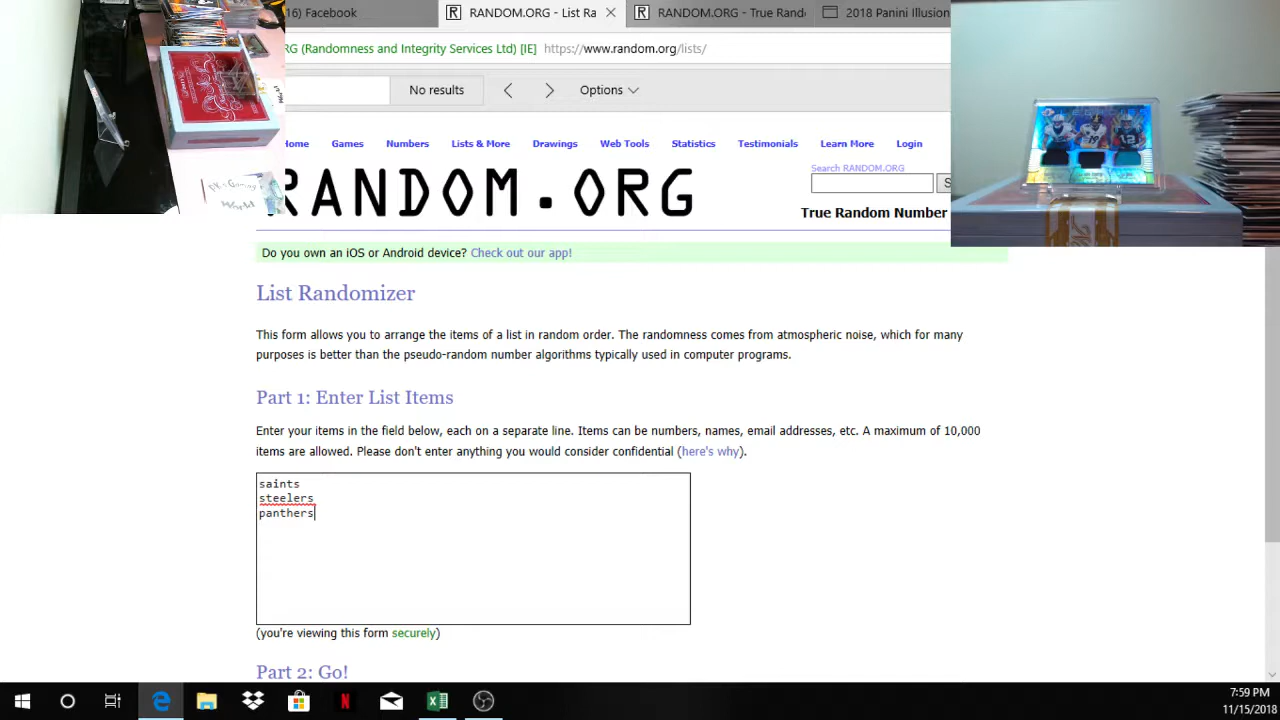 16) Facebook
RANDOM.ORG - List Ra
RANDOM.ORG - True Rand
2018 Panini Illusion
RG (Randomness and Integrity Services Ltd) [IE] https://www.random.org/lists/
No results
Options
Home Games Numbers Lists & More Drawings Web Tools Statistics Testimonials Learn More Login
Search RANDOM.ORG
RANDOM.ORG
True Random Number
Do you own an iOS or Android device? Check out our app!
List Randomizer
This form allows you to arrange the items of a list in random order. The randomness comes from atmospheric noise, which for many
purposes is better than the pseudo-random number algorithms typically used in computer programs.
Part 1: Enter List Items
Enter your items in the field below, each on a separate line. Items can be numbers, names, email addresses, etc. A maximum of 10,000
items are allowed. Please don't enter anything you would consider confidential (here's why).
saints
steelers
panthers
(you're viewing this form securely)
Part 2: Go!
7:59 PM
11/15/2018